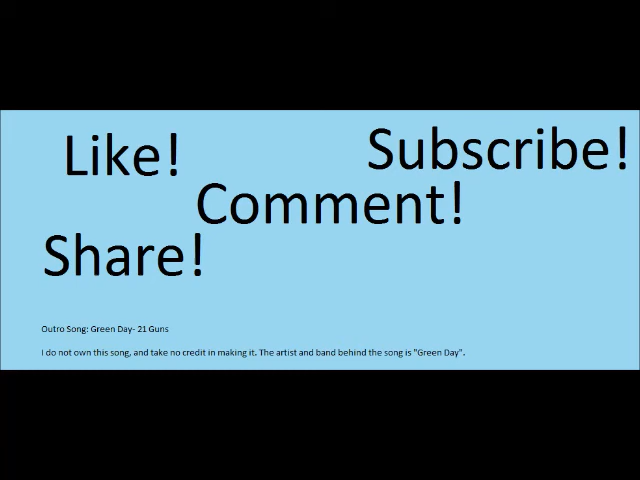 Like!
Subscribe!
Comment!
Share!
Outro Song: Green Day- 21 Guns
I do not own this song, and take no credit in making it. The artist and band behind the song is "Green Day".